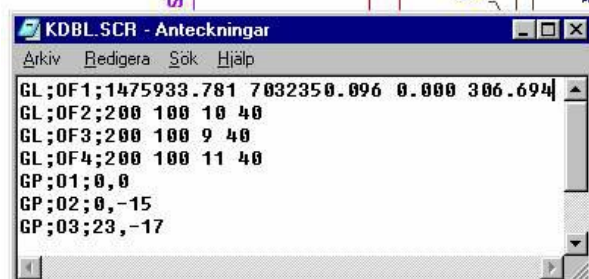 KDBL.SCR - Anteckningar
Arkiv Redigera Sök Hjälp
GL;OF1;1475933.781 7032350.096 0.000 306.694
GL;OF2;200 100 10 40
GL;OF3;200 100 9 40
GL;OF4;200 100 11 40
GP;O1;0,0
GP;O2;0,-15
GP;O3;23,-17